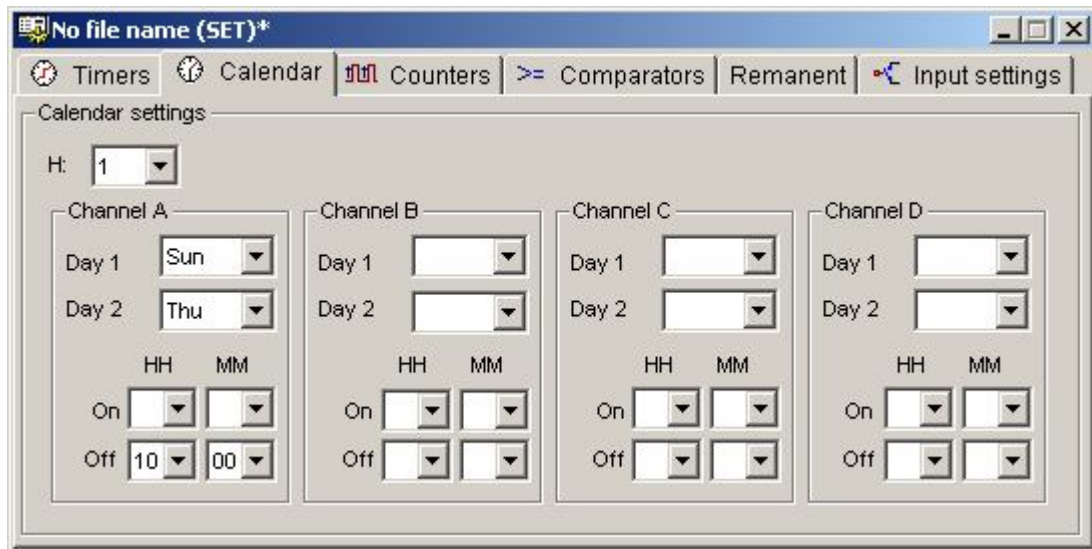 No file name (SET)*
Timers Calendar Counters >= Comparators Remanent Input settings
Calendar settings
H: 1
Channel A Channel B Channel C Channel D
Day 1 Sun Day 1 Day 1 Day 1
Day 2 Thu Day 2 Day 2 Day 2
HH MM HH MM HH MM HH MM
On On On On
Off 10 00 Off Off Off